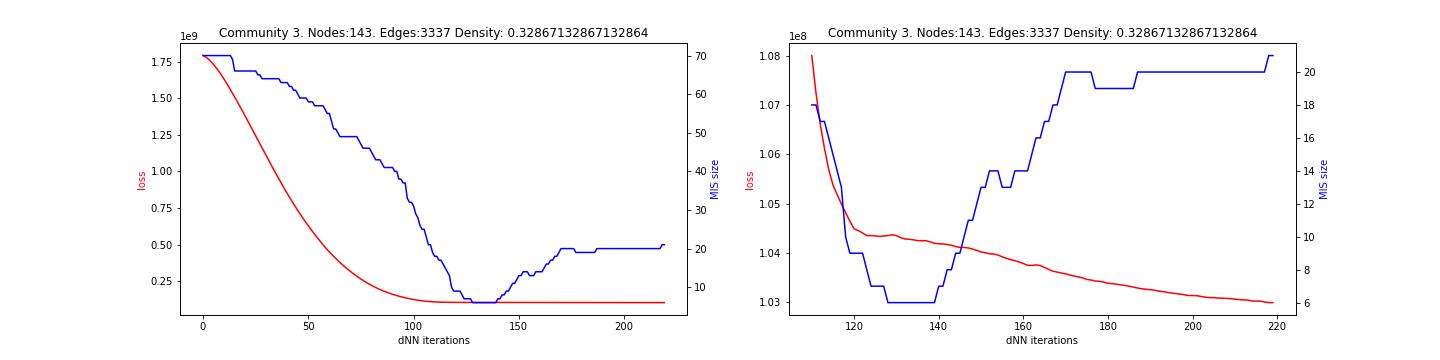 Community 3. Nodes:143. Edges:3337 Density: 0.32867132867132864
1e9
1.75
1.50
1.25
1.00
0.75
0.50
0.25
loss
70
60
50
40
30
20
10
MIS size
0 50 100 150 200
dNN iterations
Community 3. Nodes:143. Edges:3337 Density: 0.32867132867132864
1e8
1.08
1.07
1.06
1.05
1.04
1.03
loss
20
18
16
14
12
10
8
6
MIS size
120 140 160 180 200 220
dNN iterations